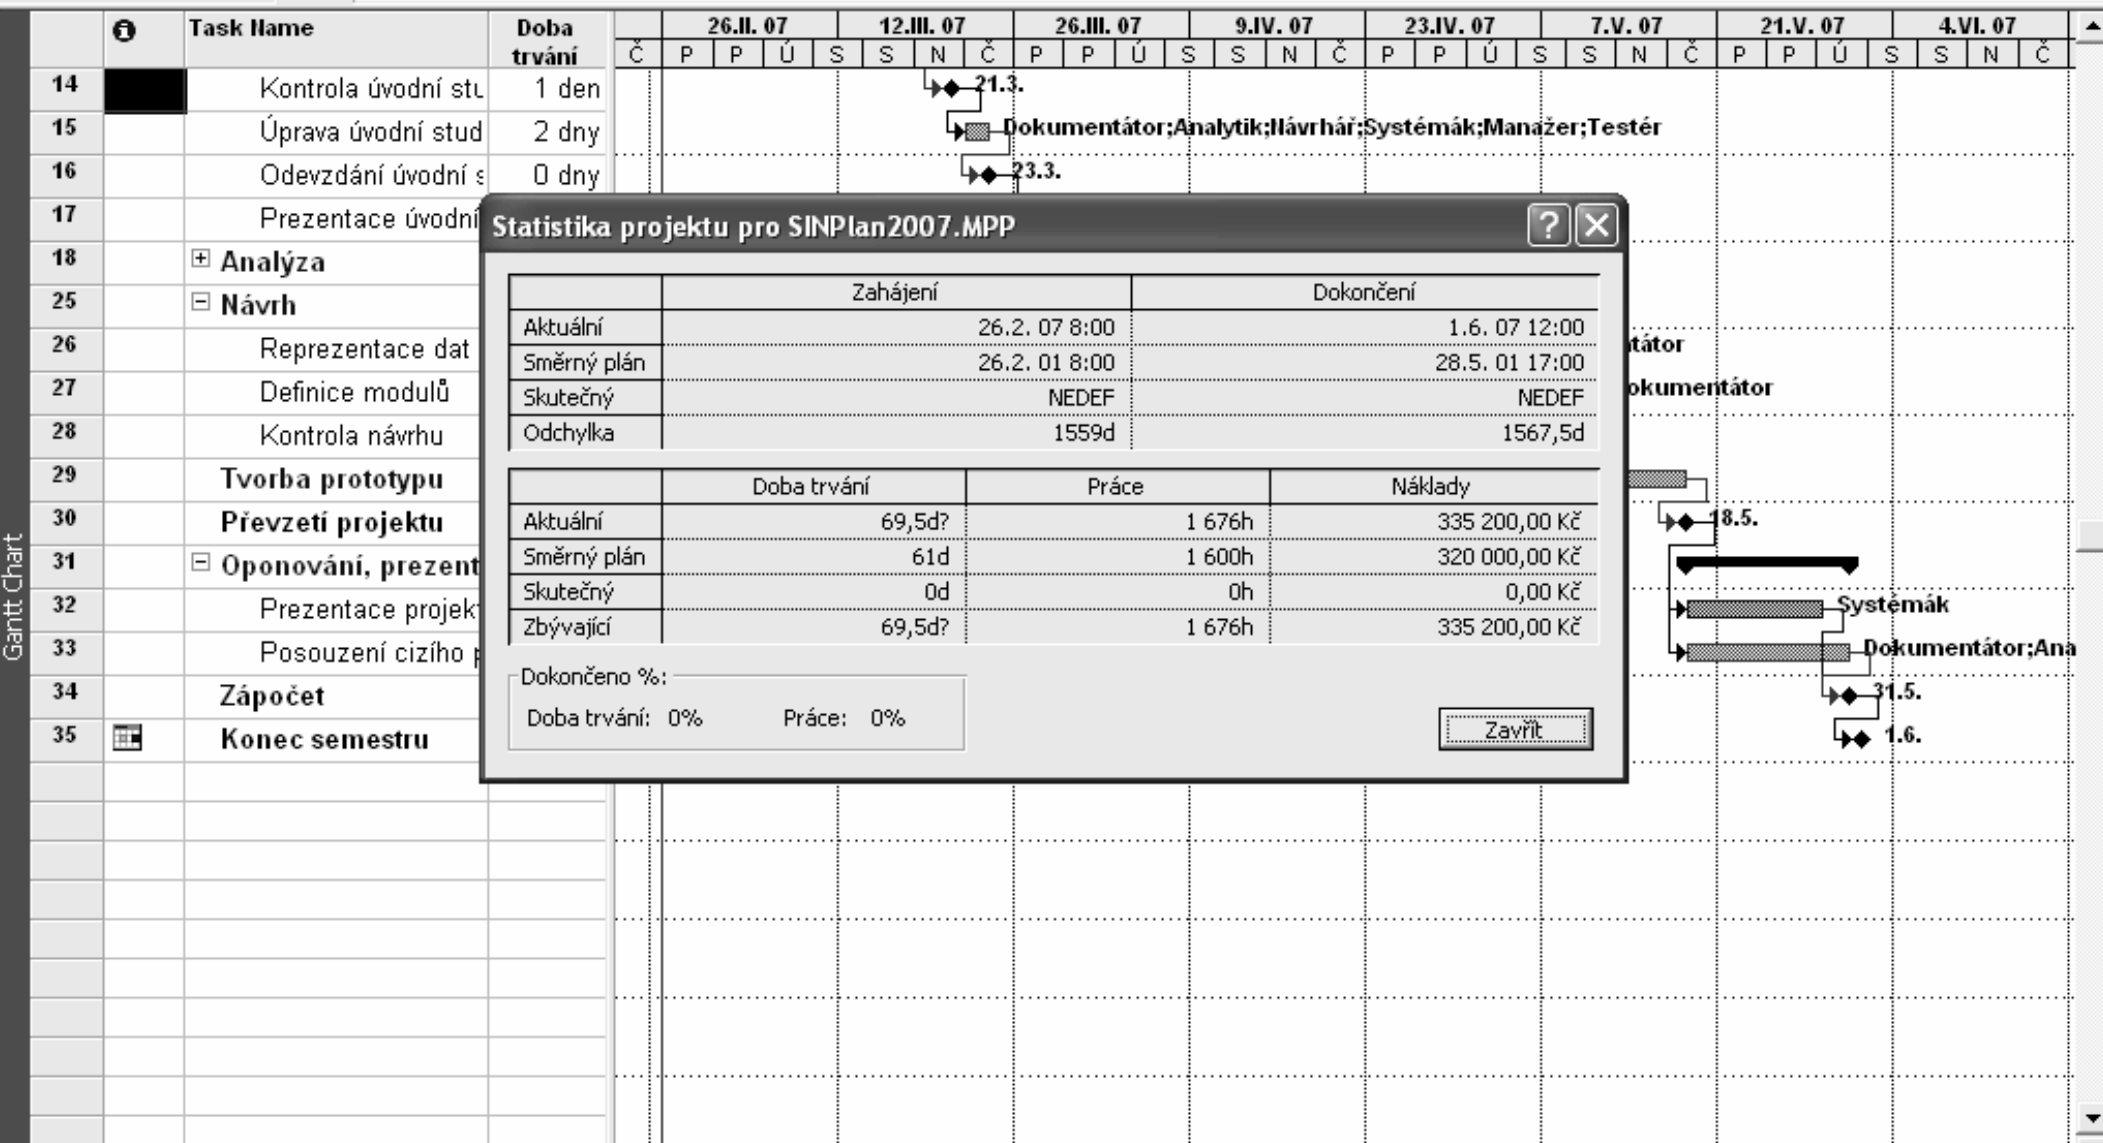 Task Name
Doba trvání
26.II. 07 12.III. 07 26.III. 07 9.IV. 07 23.IV. 07 7.V. 07 21.V. 07 4.VI. 07
Č P P Ú S S N Č P P Ú S S N Č P P Ú S S N Č P P Ú S S N Č
14 Kontrola úvodní stu 1 den 21.3.
15 Úprava úvodní stud 2 dny Dokumentátor;Analytik;Návrhář;Systémák;Manažer;Testér
16 Odevzdání úvodní s 0 dny 23.3.
17 Prezentace úvodní
18 Analýza
25 Návrh
26 Reprezentace dat tátor
27 Definice modulů okumentátor
28 Kontrola návrhu
29 Tvorba prototypu
30 Převzetí projektu 18.5.
31 Oponování, prezent
32 Prezentace projek Systémák
33 Posouzení cizího p Dokumentátor;Ana
34 Zápočet 31.5.
35 Konec semestru 1.6.
Gantt Chart
Statistika projektu pro SINPlan2007.MPP
Zahájení Dokončení
Aktuální 26.2. 07 8:00 1.6. 07 12:00
Směrný plán 26.2. 01 8:00 28.5. 01 17:00
Skutečný NEDEF NEDEF
Odchylka 1559d 1567,5d
Doba trvání Práce Náklady
Aktuální 69,5d? 1 676h 335 200,00 Kč
Směrný plán 61d 1 600h 320 000,00 Kč
Skutečný 0d 0h 0,00 Kč
Zbývající 69,5d? 1 676h 335 200,00 Kč
Dokončeno %:
Doba trvání: 0% Práce: 0%
Zavřít